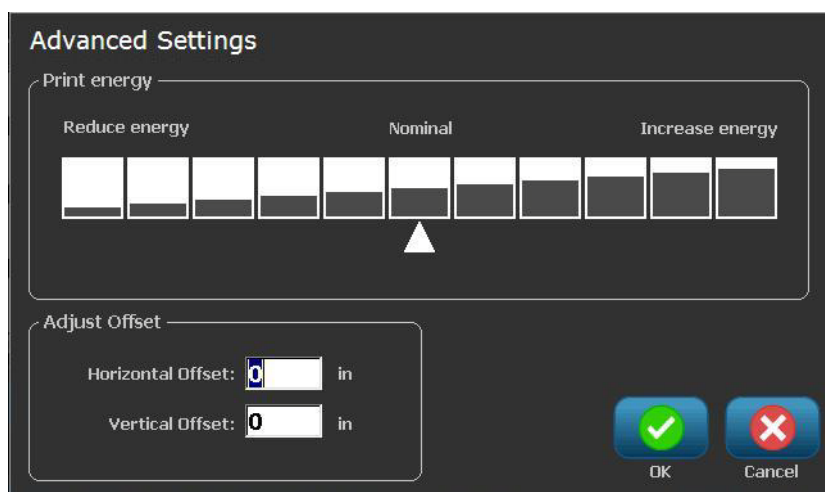 Advanced Settings
Print energy
Reduce energy Nominal Increase energy
Adjust Offset
Horizontal Offset: 0 in
Vertical Offset: 0 in
OK Cancel